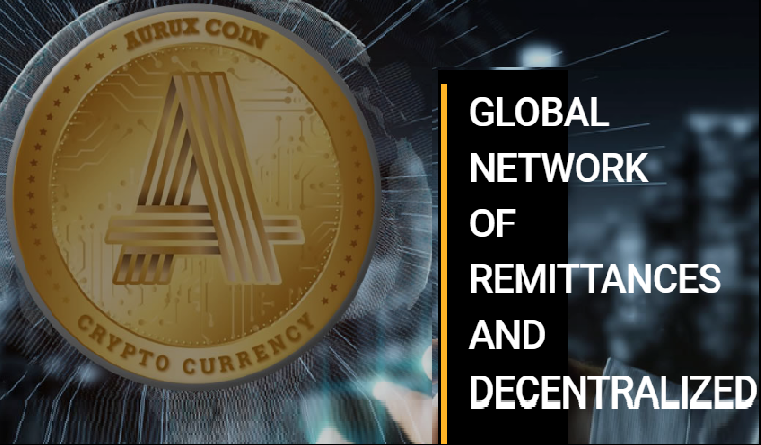 AURUX COIN
CRYPTO CURRENCY
GLOBAL
NETWORK
OF
REMITTANCES
AND
DECENTRALIZED